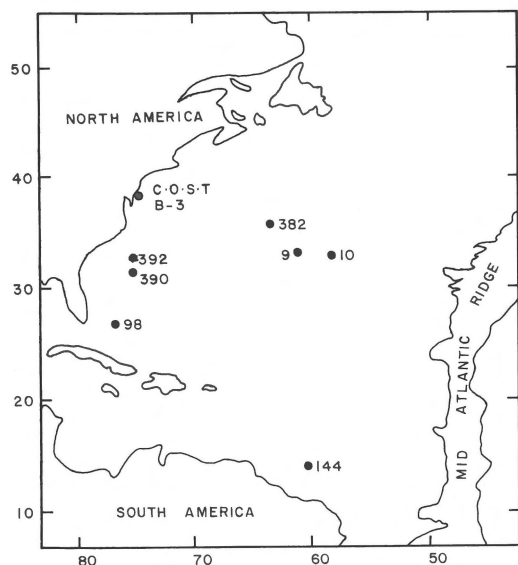 50
NORTH AMERICA
40
C·O·S·T
B-3
382
392
9
10
390
30
98
MID ATLANTIC RIDGE
20
144
SOUTH AMERICA
10
80 70 60 50